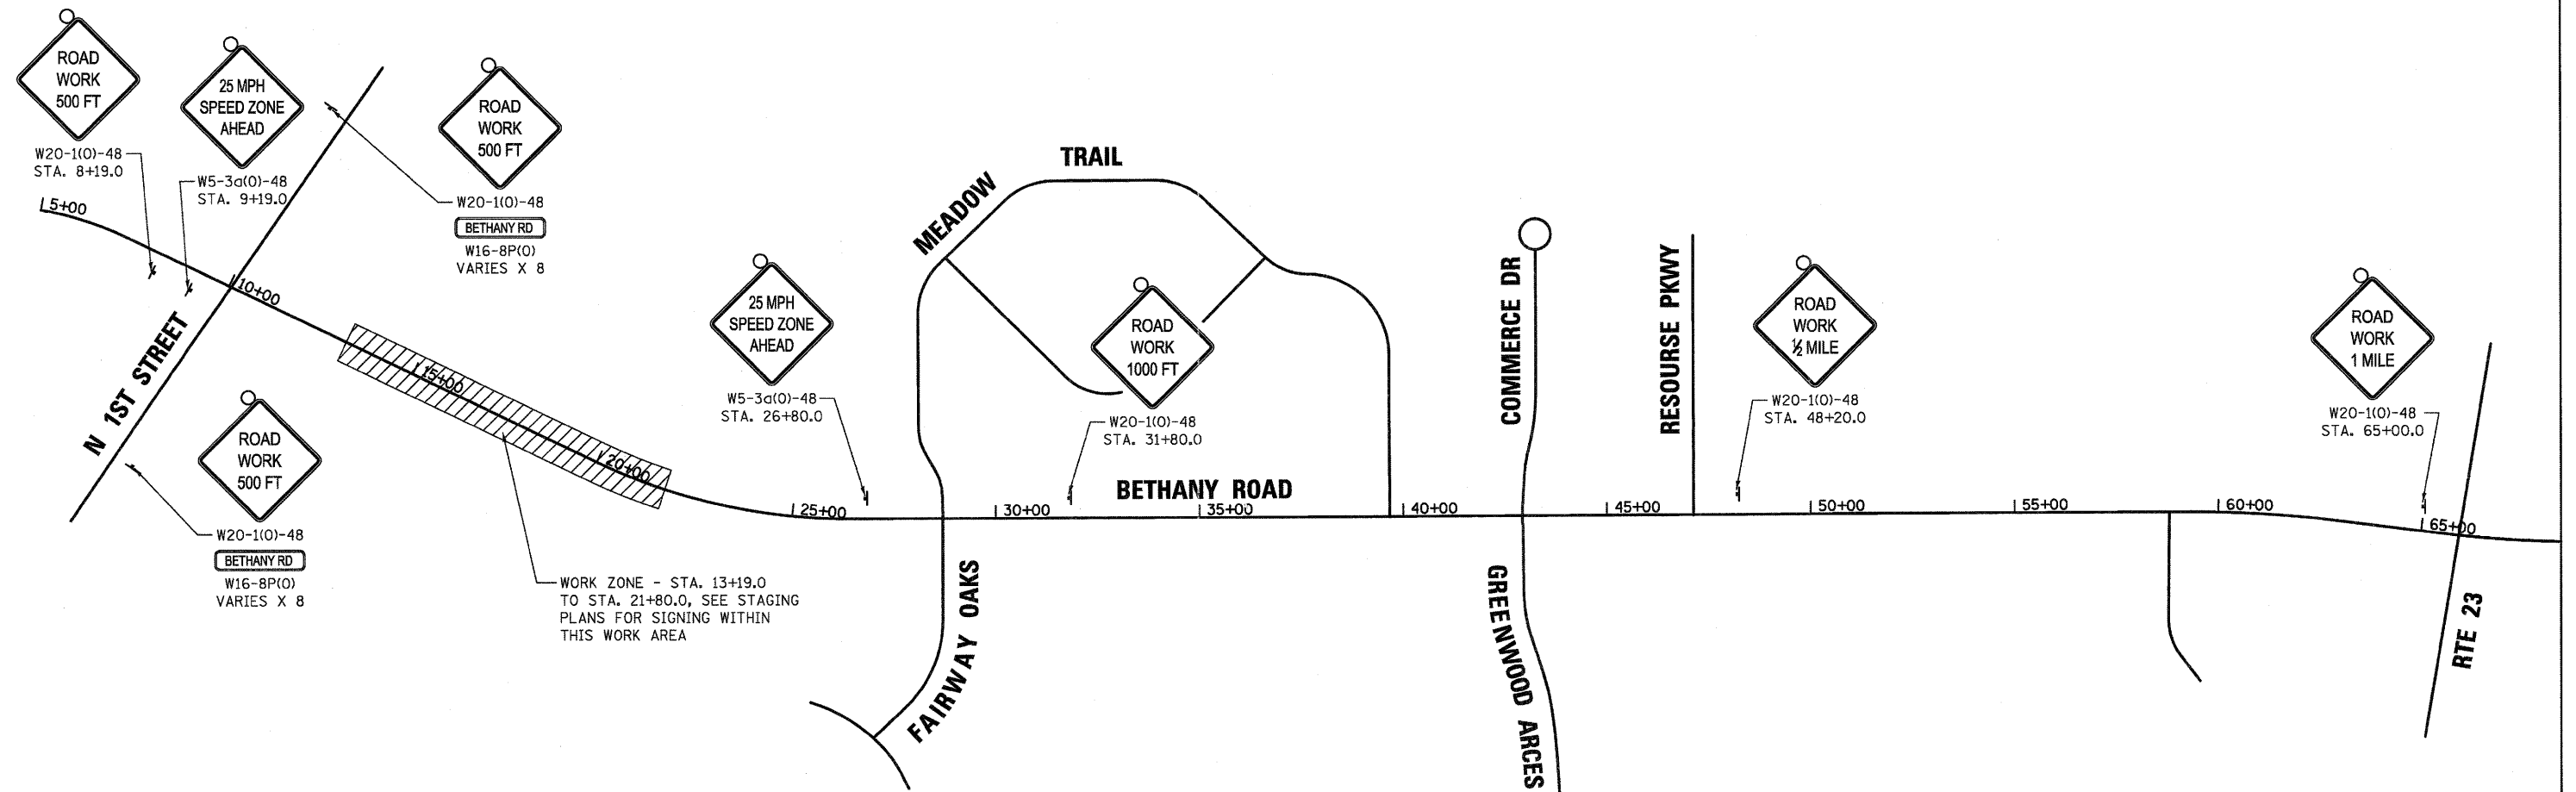 ROAD
WORK
500 FT
W20-1(O)-48
STA. 8+19.0
25 MPH
SPEED ZONE
AHEAD
W5-3a(O)-48
STA. 9+19.0
ROAD
WORK
500 FT
W20-1(O)-48
BETHANY RD
W16-8P(O)
VARIES X 8
5+00
10+00
N 1ST STREET
ROAD
WORK
500 FT
W20-1(O)-48
BETHANY RD
W16-8P(O)
VARIES X 8
15+00
20+00
WORK ZONE - STA. 13+19.0
TO STA. 21+80.0, SEE STAGING
PLANS FOR SIGNING WITHIN
THIS WORK AREA
25 MPH
SPEED ZONE
AHEAD
W5-3a(O)-48
STA. 26+80.0
MEADOW TRAIL
ROAD
WORK
1000 FT
W20-1(O)-48
STA. 31+80.0
BETHANY ROAD
25+00
30+00
35+00
40+00
45+00
50+00
55+00
60+00
65+00
FAIRWAY OAKS
COMMERCE DR
GREENWOOD ARCES
RESOURSE PKWY
ROAD
WORK
½ MILE
W20-1(O)-48
STA. 48+20.0
ROAD
WORK
1 MILE
W20-1(O)-48
STA. 65+00.0
RTE 23